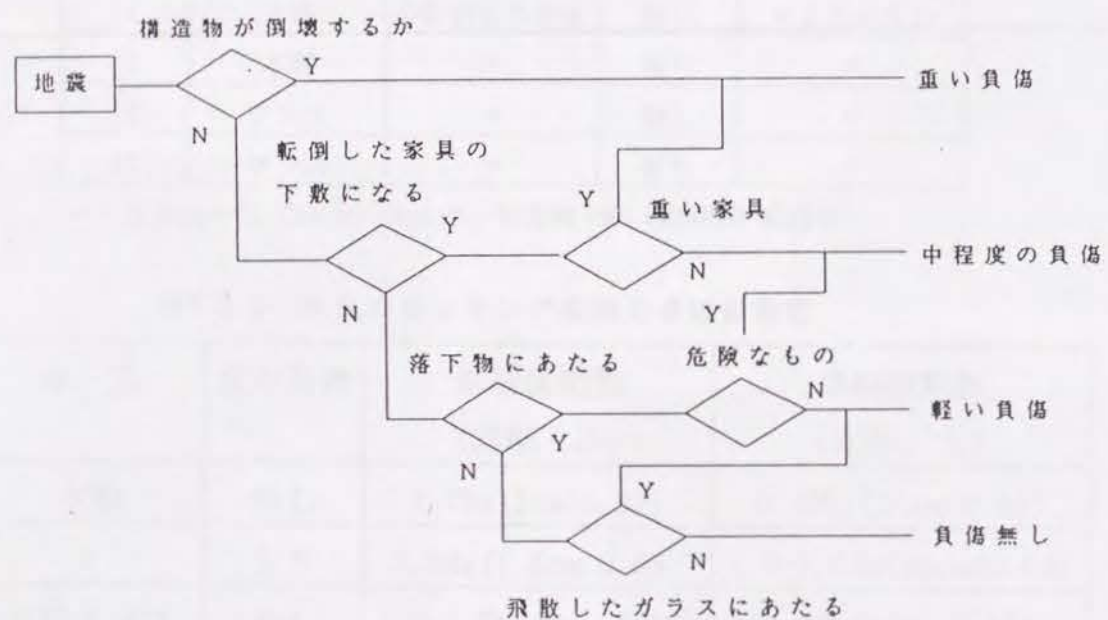 構造物が倒壊するか
地震
Y
重い負傷
N
転倒した家具の
下敷になる
Y
Y
重い家具
N
中程度の負傷
N
Y
落下物にあたる
危険なもの
N
軽い負傷
Y
N
Y
負傷無し
N
飛散したガラスにあたる